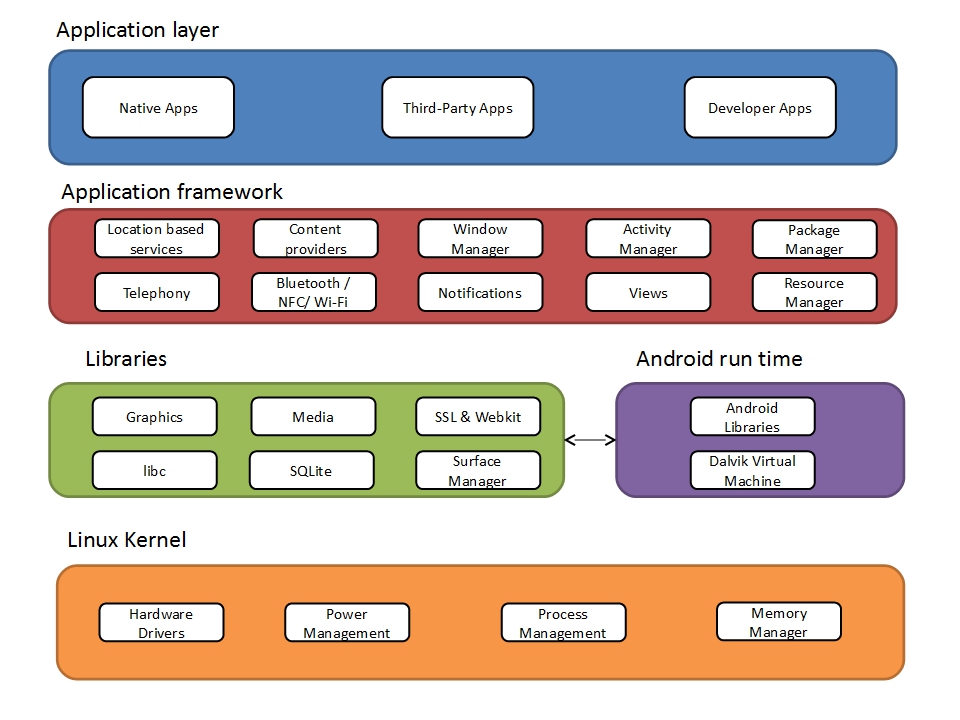 Application layer
Native Apps
Third-Party Apps
Developer Apps
Application framework
Location based
services
Content
providers
Window
Manager
Activity
Manager
Package
Manager
Telephony
Bluetooth /
NFC/ Wi-Fi
Notifications
Views
Resource
Manager
Libraries
Graphics
Media
SSL & Webkit
libc
SQLite
Surface
Manager
Android run time
Android
Libraries
Dalvik Virtual
Machine
Linux Kernel
Hardware
Drivers
Power
Management
Process
Management
Memory
Manager